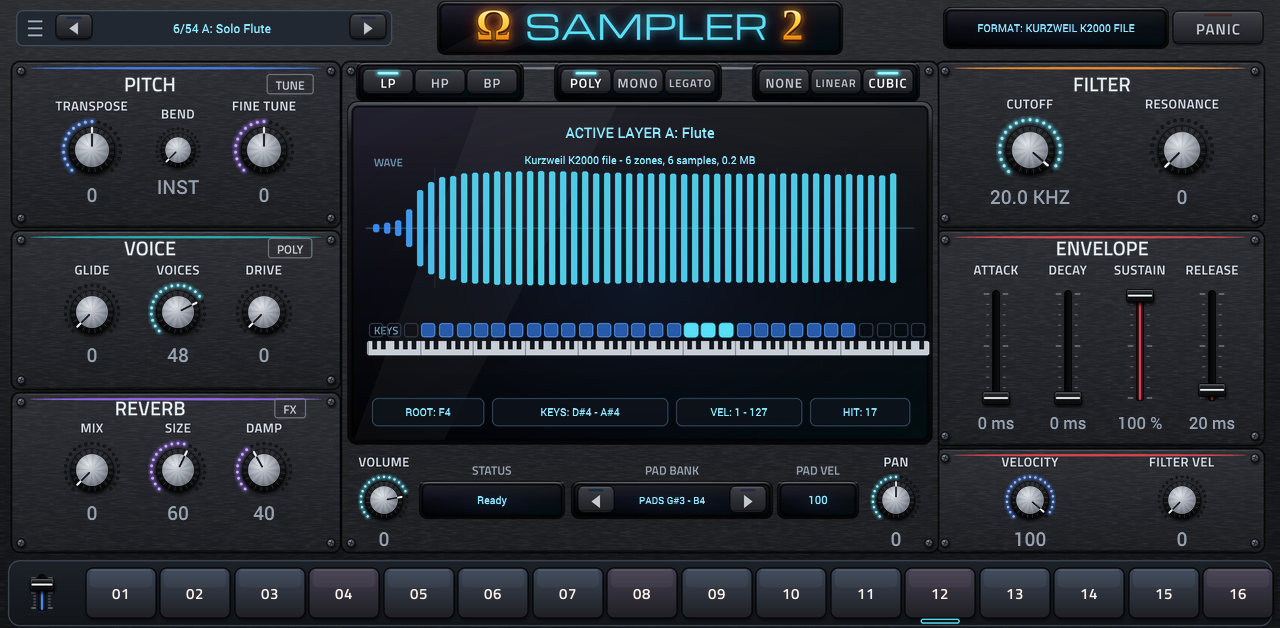 6/54 A: Solo Flute
Ω SAMPLER 2
FORMAT: KURZWEIL K2000 FILE
PANIC
PITCH
TUNE
TRANSPOSE
BEND
FINE TUNE
0
INST
0
VOICE
POLY
GLIDE
VOICES
DRIVE
0
48
0
REVERB
FX
MIX
SIZE
DAMP
0
60
40
LP
HP
BP
POLY
MONO
LEGATO
NONE
LINEAR
CUBIC
ACTIVE LAYER A: Flute
WAVE
Kurzweil K2000 file - 6 zones, 6 samples, 0.2 MB
KEYS
ROOT: F4
KEYS: D#4 - A#4
VEL: 1 - 127
HIT: 17
VOLUME
0
STATUS
Ready
PAD BANK
PADS G#3 - B4
PAD VEL
100
PAN
0
FILTER
CUTOFF
RESONANCE
20.0 KHZ
0
ENVELOPE
ATTACK
DECAY
SUSTAIN
RELEASE
0 ms
0 ms
100 %
20 ms
VELOCITY
FILTER VEL
100
0
01
02
03
04
05
06
07
08
09
10
11
12
13
14
15
16